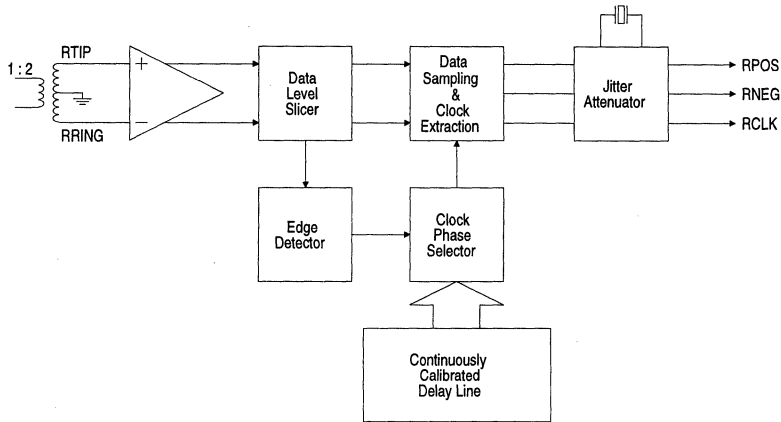 1 : 2
RTIP
RRING
+
−
Data
Level
Slicer
Data
Sampling
&
Clock
Extraction
Jitter
Attenuator
RPOS
RNEG
RCLK
Edge
Detector
Clock
Phase
Selector
Continuously
Calibrated
Delay Line